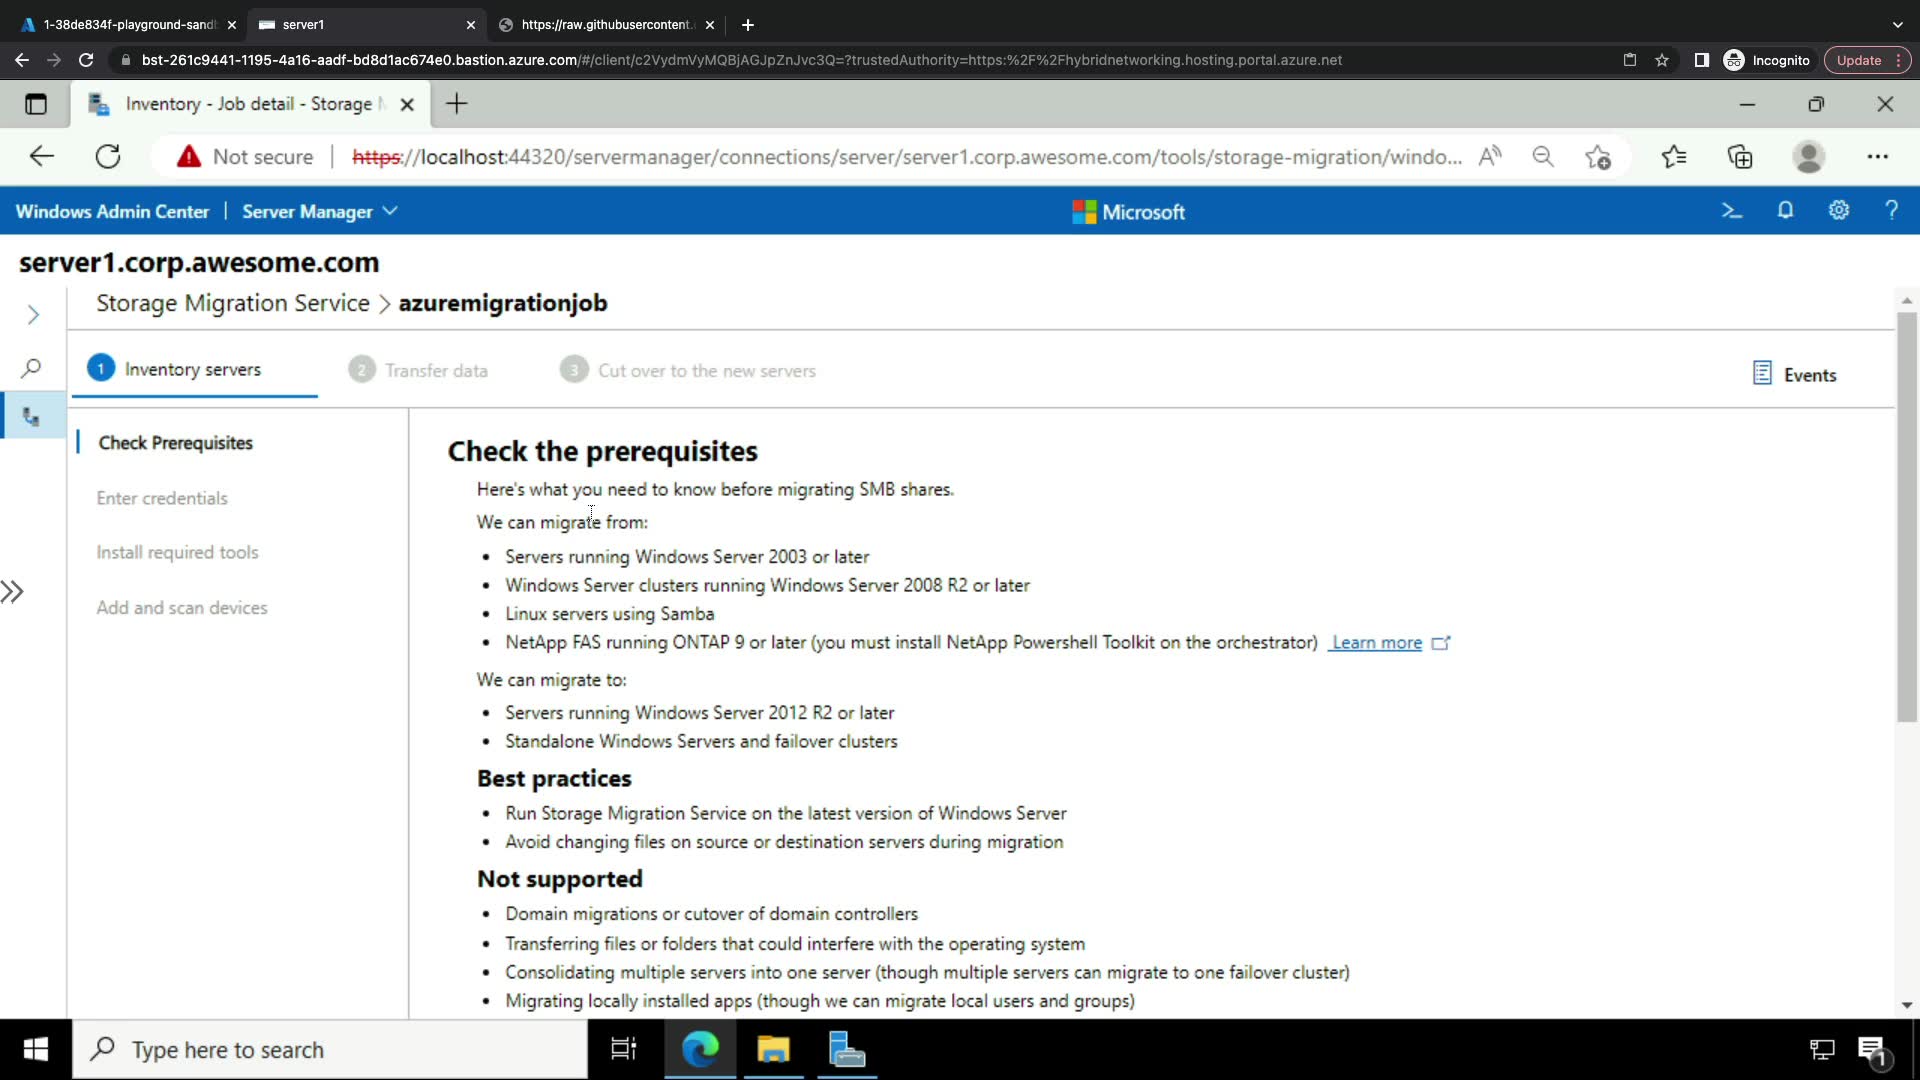 1-38de834f-playground-sandb
server1
https://raw.githubusercontent.
bst-261c9441-1195-4a16-aadf-bd8d1ac674e0.bastion.azure.com/#/client/c2VydmVyMQBjAGJpZnJvc3Q=?trustedAuthority=https:%2F%2Fhybridnetworking.hosting.portal.azure.net
Incognito
Update
Inventory - Job detail - Storage
Not secure
https://localhost:44320/servermanager/connections/server/server1.corp.awesome.com/tools/storage-migration/windo...
Windows Admin Center
Server Manager
Microsoft
server1.corp.awesome.com
Storage Migration Service > azuremigrationjob
1 Inventory servers
2 Transfer data
3 Cut over to the new servers
Events
Check Prerequisites
Enter credentials
Install required tools
Add and scan devices
Check the prerequisites
Here's what you need to know before migrating SMB shares.
We can migrate from:
• Servers running Windows Server 2003 or later
• Windows Server clusters running Windows Server 2008 R2 or later
• Linux servers using Samba
• NetApp FAS running ONTAP 9 or later (you must install NetApp Powershell Toolkit on the orchestrator) Learn more
We can migrate to:
• Servers running Windows Server 2012 R2 or later
• Standalone Windows Servers and failover clusters
Best practices
• Run Storage Migration Service on the latest version of Windows Server
• Avoid changing files on source or destination servers during migration
Not supported
• Domain migrations or cutover of domain controllers
• Transferring files or folders that could interfere with the operating system
• Consolidating multiple servers into one server (though multiple servers can migrate to one failover cluster)
• Migrating locally installed apps (though we can migrate local users and groups)
Type here to search
1